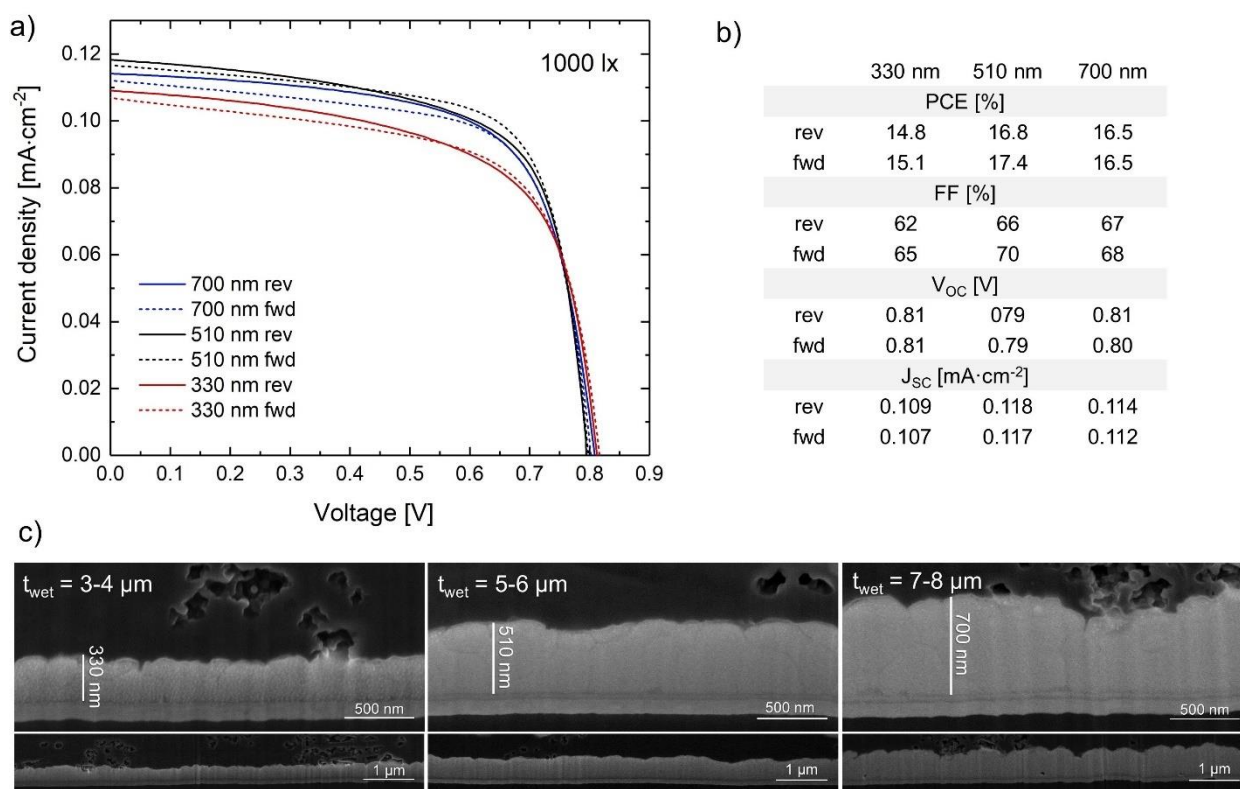 a)
0.12
0.10
0.08
0.06
0.04
0.02
0.00
Current density [mA·cm⁻²]
1000 lx
700 nm rev
700 nm fwd
510 nm rev
510 nm fwd
330 nm rev
330 nm fwd
0.0 0.1 0.2 0.3 0.4 0.5 0.6 0.7 0.8 0.9
Voltage [V]
b)
330 nm 510 nm 700 nm
PCE [%]
rev 14.8 16.8 16.5
fwd 15.1 17.4 16.5
FF [%]
rev 62 66 67
fwd 65 70 68
V_OC [V]
rev 0.81 079 0.81
fwd 0.81 0.79 0.80
J_SC [mA·cm⁻²]
rev 0.109 0.118 0.114
fwd 0.107 0.117 0.112
c)
t_wet = 3-4 µm
330 nm
500 nm
1 µm
t_wet = 5-6 µm
510 nm
500 nm
1 µm
t_wet = 7-8 µm
700 nm
500 nm
1 µm